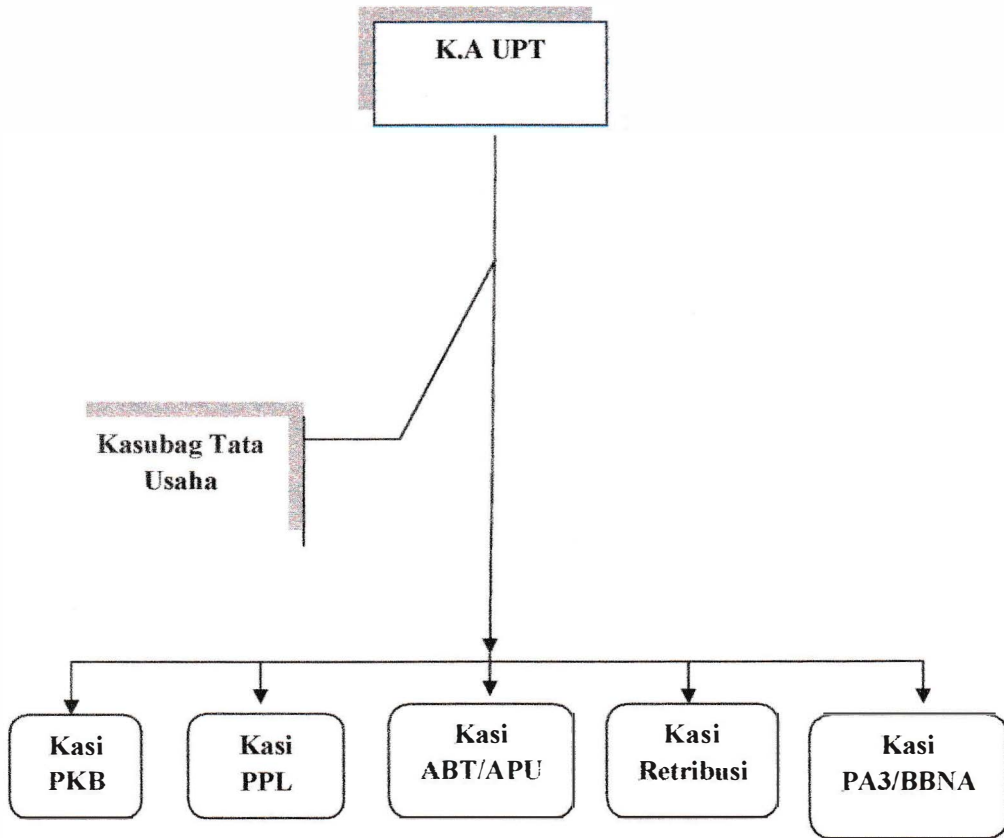 K.A UPT
Kasubag Tata
Usaha
Kasi
PKB
Kasi
PPL
Kasi
ABT/APU
Kasi
Retribusi
Kasi
PA3/BBNA